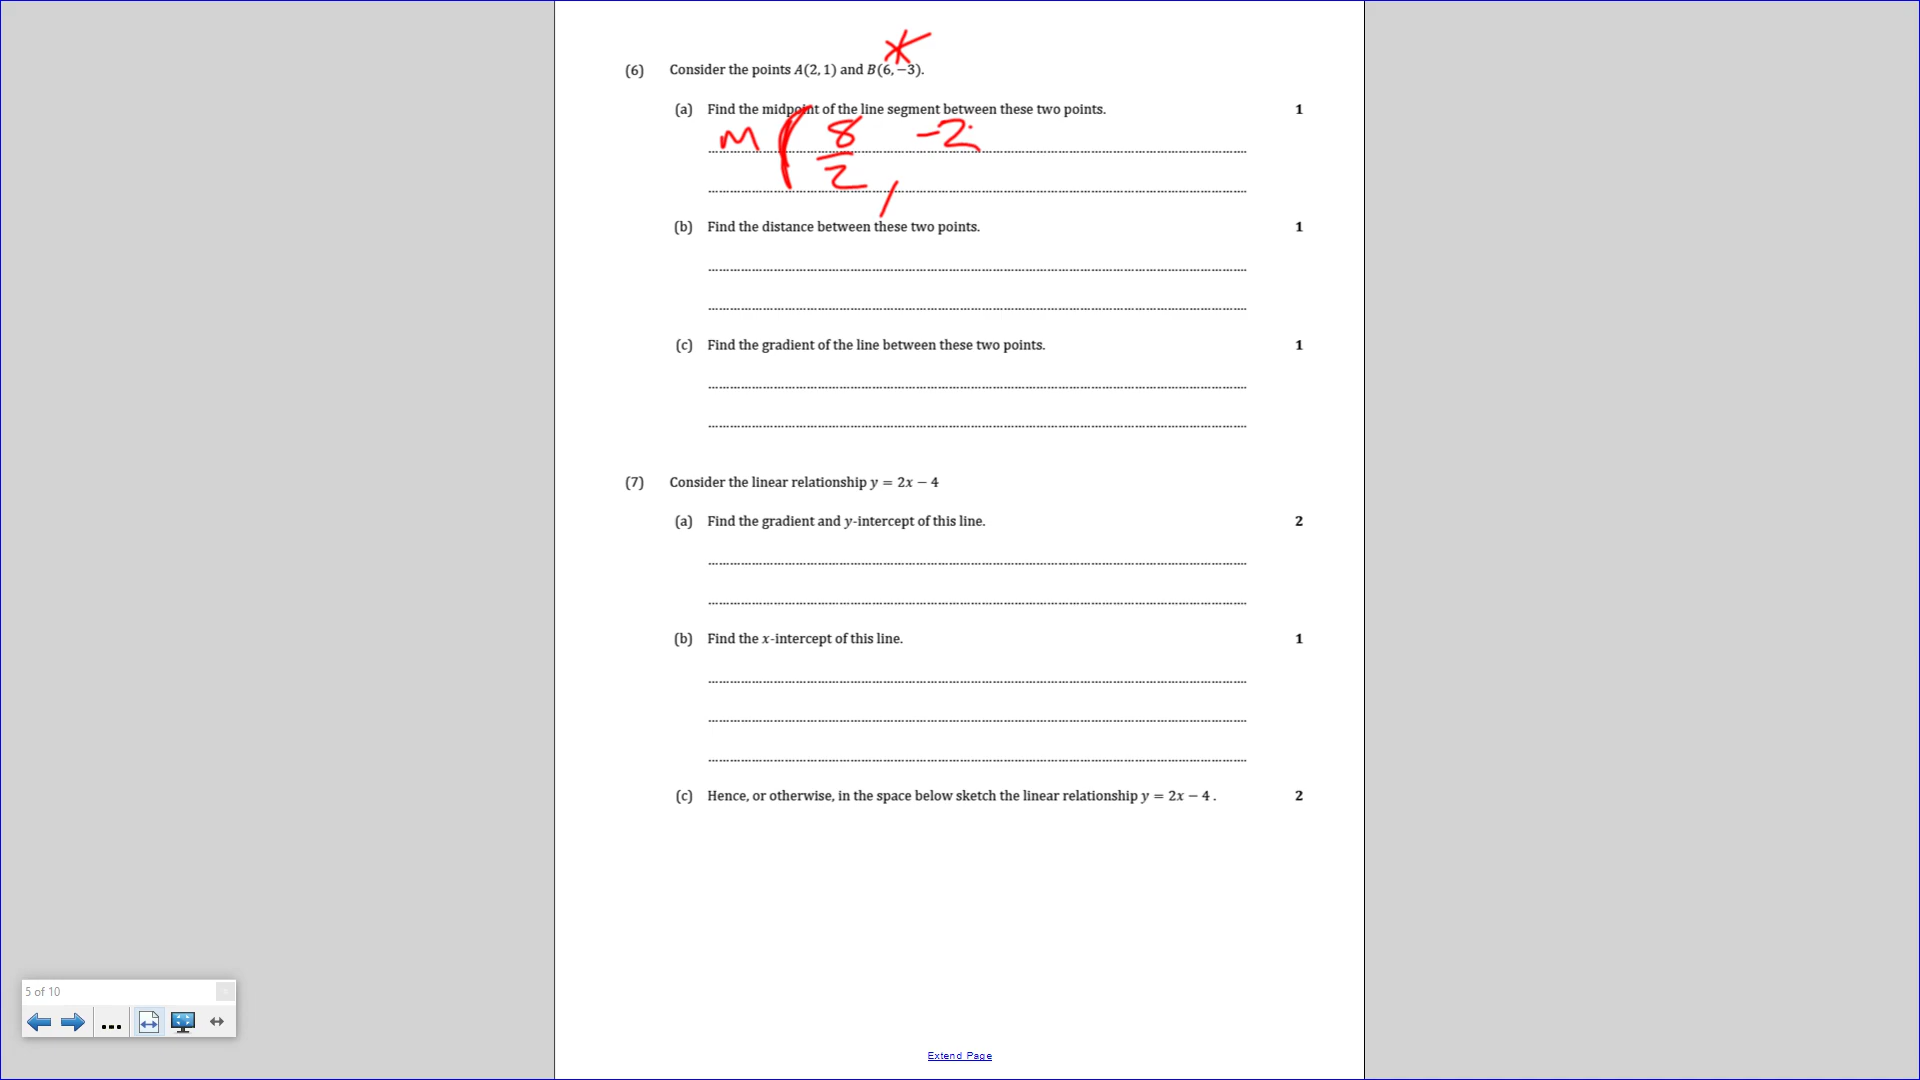 (6) Consider the points A(2, 1) and B(6, −3).
(a) Find the midpoint of the line segment between these two points. 1
M ( 8/2 , -2
(b) Find the distance between these two points. 1
(c) Find the gradient of the line between these two points. 1
(7) Consider the linear relationship y = 2x − 4
(a) Find the gradient and y-intercept of this line. 2
(b) Find the x-intercept of this line. 1
(c) Hence, or otherwise, in the space below sketch the linear relationship y = 2x − 4 . 2
5 of 10
...
Extend Page